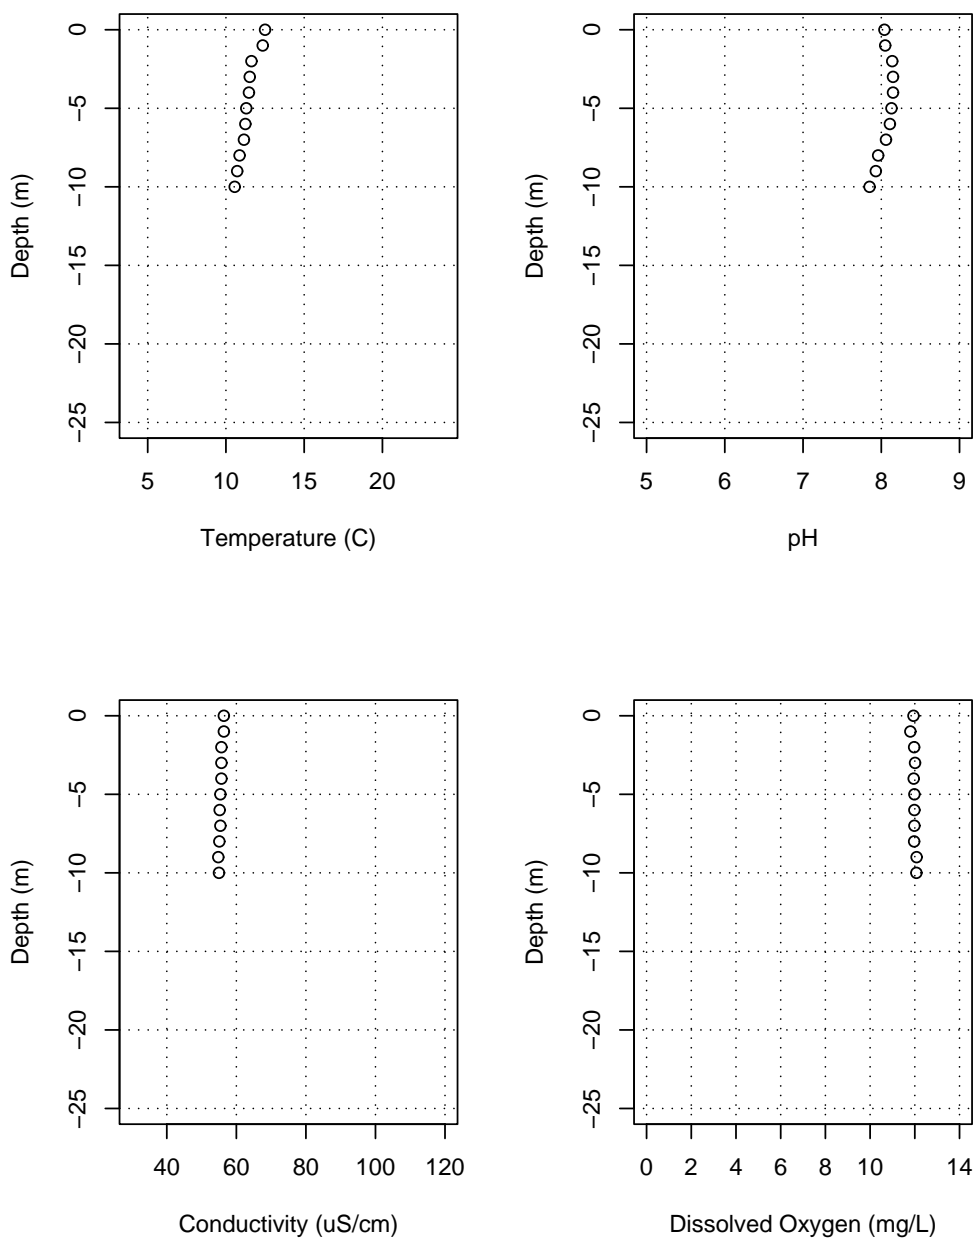 0
−5
−10
−15
−20
−25
Depth (m)
5 10 15 20
Temperature (C)
0
−5
−10
−15
−20
−25
Depth (m)
5 6 7 8 9
pH
0
−5
−10
−15
−20
−25
Depth (m)
40 60 80 100 120
Conductivity (uS/cm)
0
−5
−10
−15
−20
−25
Depth (m)
0 2 4 6 8 10 14
Dissolved Oxygen (mg/L)